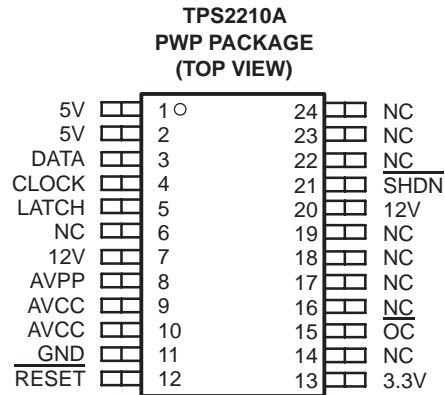 TPS2210A
PWP PACKAGE
(TOP VIEW)
5V 1 24 NC
5V 2 23 NC
DATA 3 22 NC
CLOCK 4 21 SHDN
LATCH 5 20 12V
NC 6 19 NC
12V 7 18 NC
AVPP 8 17 NC
AVCC 9 16 NC
AVCC 10 15 OC
GND 11 14 NC
RESET 12 13 3.3V